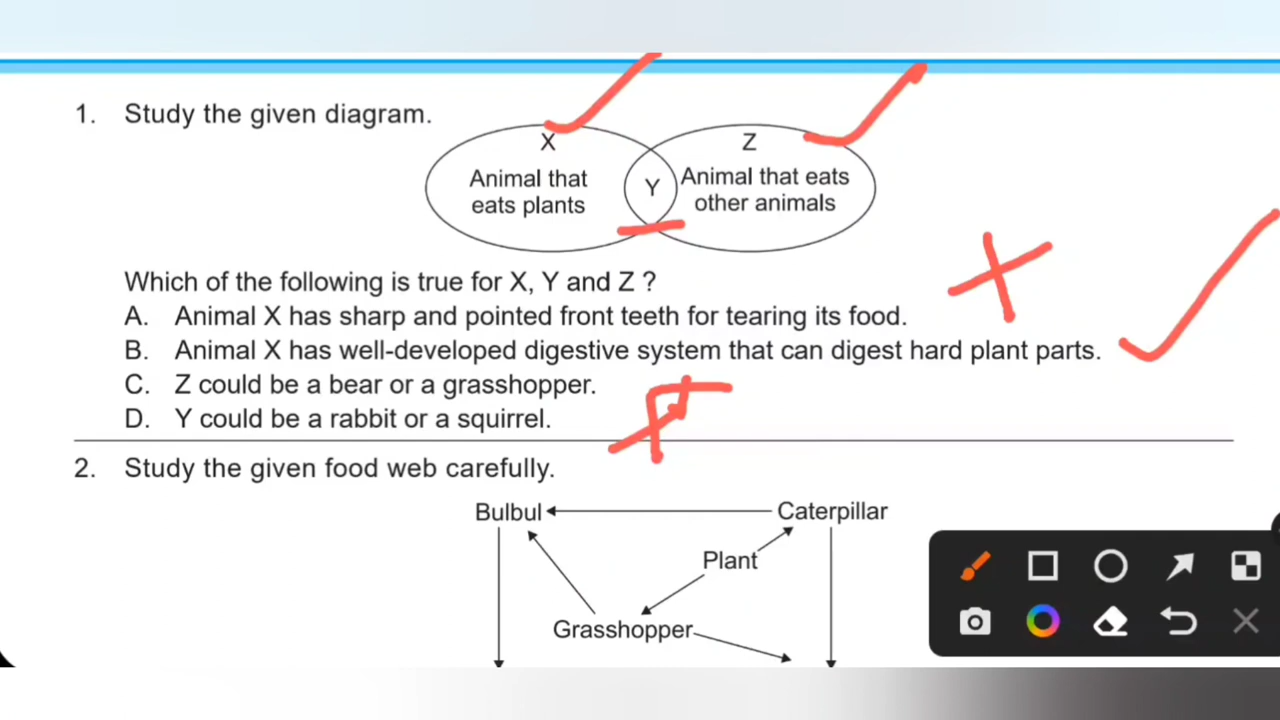 1. Study the given diagram.
X
Animal that
eats plants
Y
Z
Animal that eats
other animals
Which of the following is true for X, Y and Z ?
A. Animal X has sharp and pointed front teeth for tearing its food.
B. Animal X has well-developed digestive system that can digest hard plant parts.
C. Z could be a bear or a grasshopper.
D. Y could be a rabbit or a squirrel.
2. Study the given food web carefully.
Bulbul
Caterpillar
Plant
Grasshopper